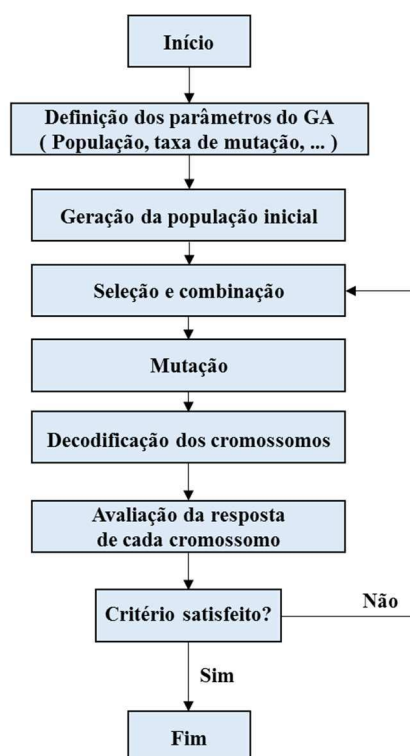 Início
Definição dos parâmetros do GA
( População, taxa de mutação, ... )
Geração da população inicial
Seleção e combinação
Mutação
Decodificação dos cromossomos
Avaliação da resposta
de cada cromossomo
Critério satisfeito?
Não
Sim
Fim